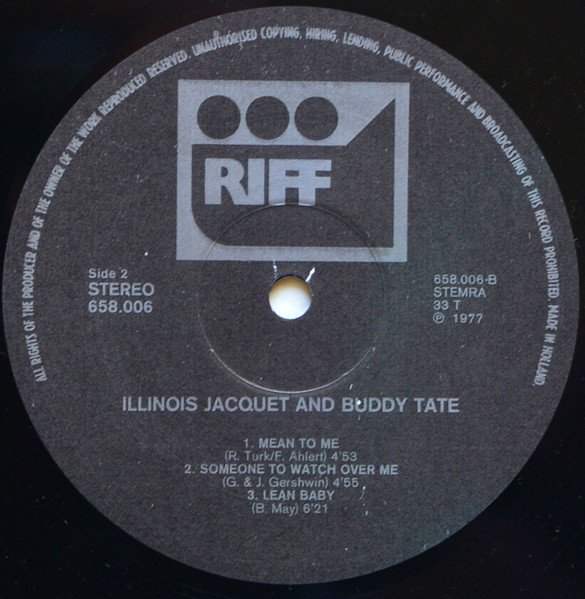 ALL RIGHTS OF THE PRODUCER AND OF THE OWNER OF THE WORK REPRODUCED RESERVED. UNAUTHORISED COPYING, HIRING, LENDING, PUBLIC PERFORMANCE AND BROADCASTING OF THIS RECORD PROHIBITED. MADE IN HOLLAND.
RIFF
Side 2
STEREO
658.006
658.006-B
STEMRA
33 T
℗ 1977
ILLINOIS JACQUET AND BUDDY TATE
1. MEAN TO ME
(R. Turk/F. Ahlert) 4'53
2. SOMEONE TO WATCH OVER ME
(G. & J. Gershwin) 4'55
3. LEAN BABY
(B. May) 6'21